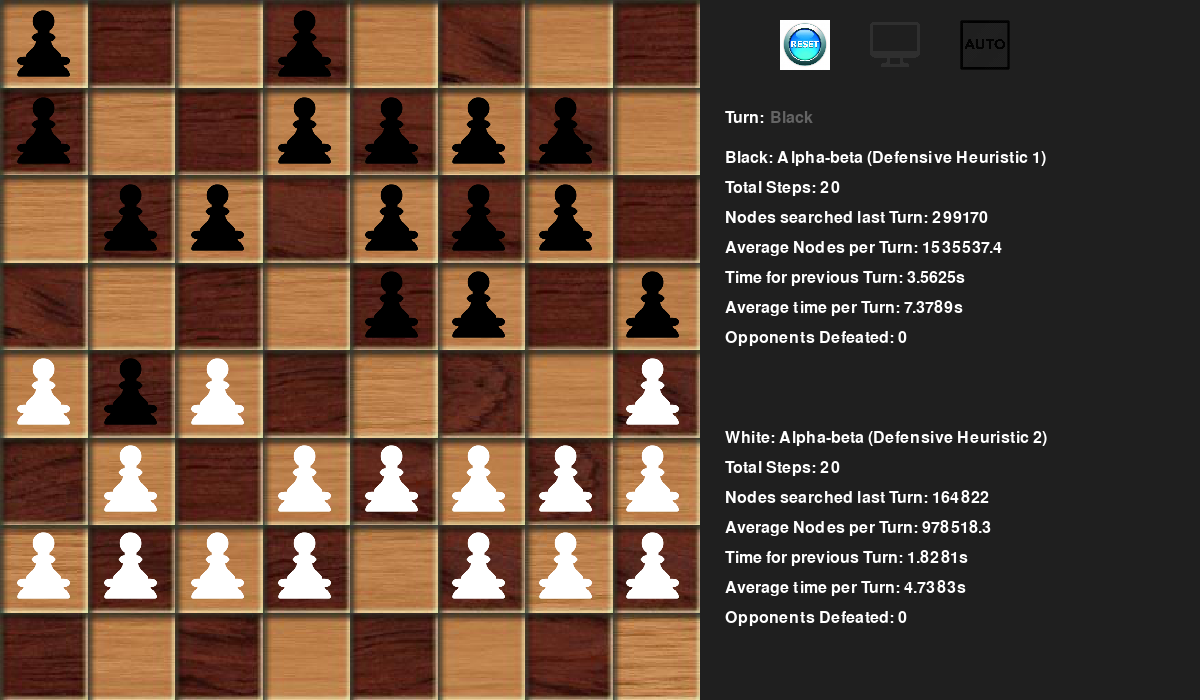 RESET
AUTO
Turn: Black
Black: Alpha-beta (Defensive Heuristic 1)
Total Steps: 20
Nodes searched last Turn: 299170
Average Nodes per Turn: 1535537.4
Time for previous Turn: 3.5625s
Average time per Turn: 7.3789s
Opponents Defeated: 0
White: Alpha-beta (Defensive Heuristic 2)
Total Steps: 20
Nodes searched last Turn: 164822
Average Nodes per Turn: 978518.3
Time for previous Turn: 1.8281s
Average time per Turn: 4.7383s
Opponents Defeated: 0